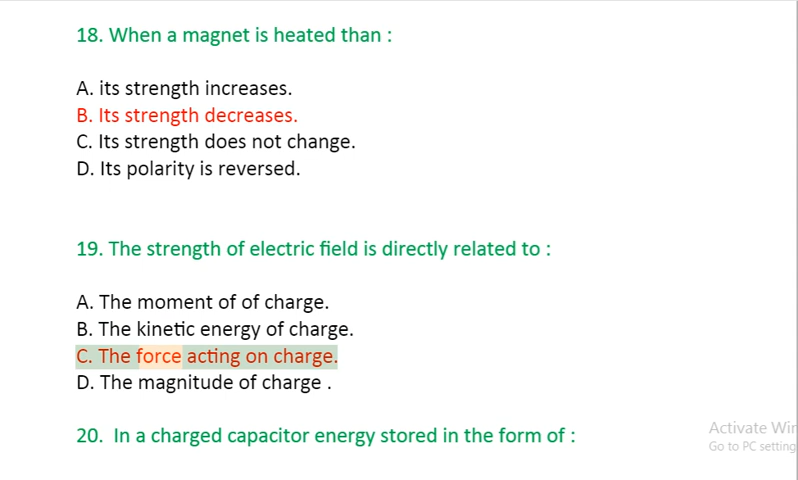 18. When a magnet is heated than :
A. its strength increases.
B. Its strength decreases.
C. Its strength does not change.
D. Its polarity is reversed.
19. The strength of electric field is directly related to :
A. The moment of of charge.
B. The kinetic energy of charge.
C. The force acting on charge.
D. The magnitude of charge .
20. In a charged capacitor energy stored in the form of :
Activate Win
Go to PC setting